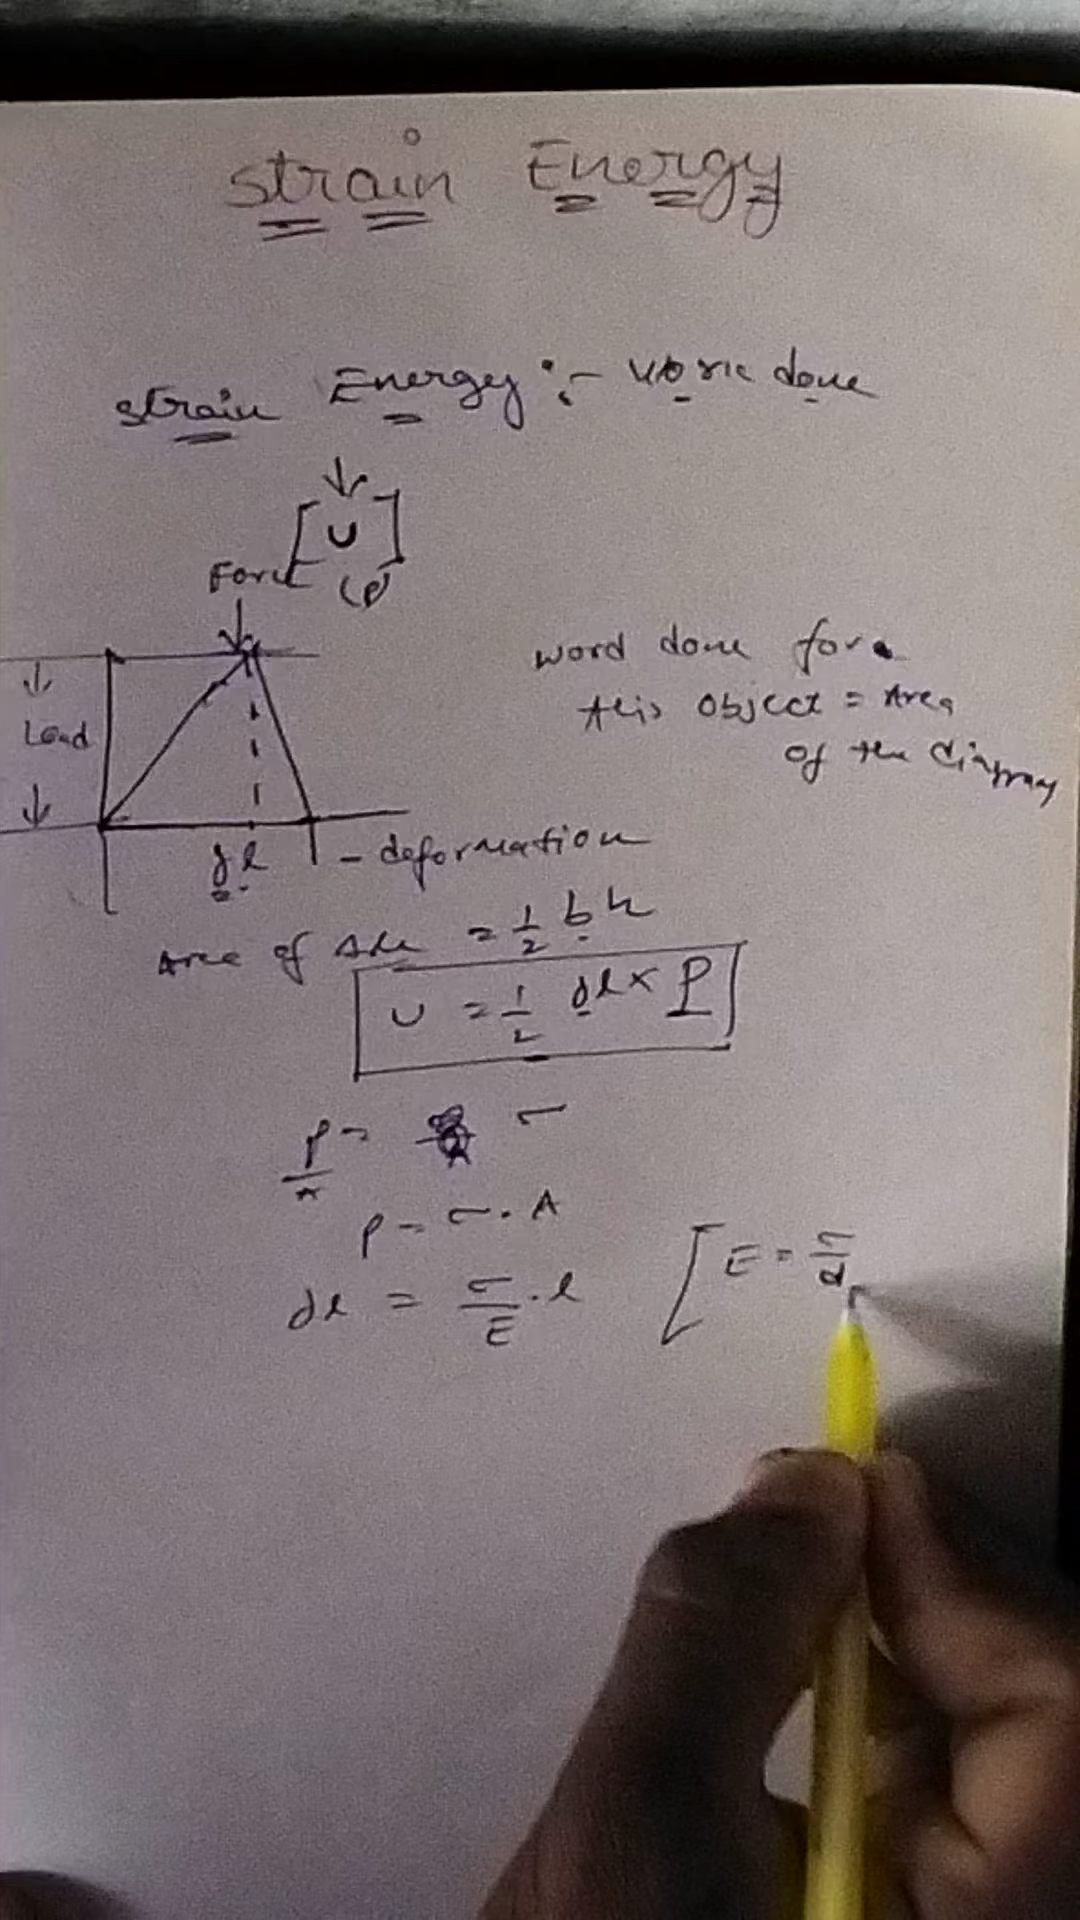 strain Energy
strain Energy :- work done
[U]
Force (P)
word done for
this object = Area
of the diagram
Load
δl - deformation
Area of = 1/2 bh
U = 1/2 δl × P
P/A = σ
P = σ . A
δl = σ/E . l
[E = σ/d